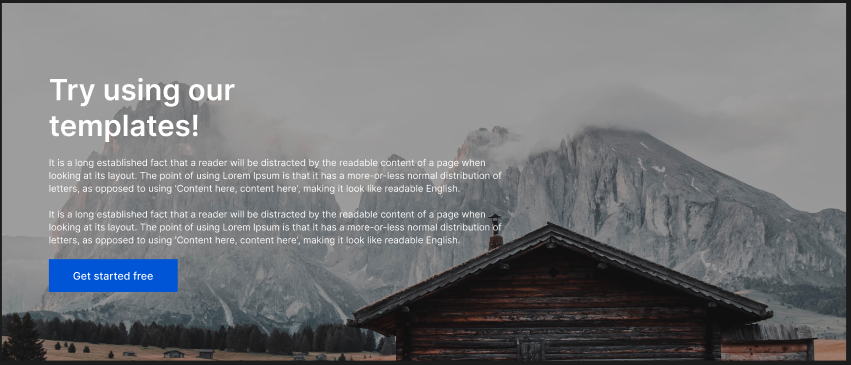 Try using our
templates!
It is a long established fact that a reader will be distracted by the readable content of a page when
looking at its layout. The point of using Lorem Ipsum is that it has a more-or-less normal distribution of
letters, as opposed to using 'Content here, content here', making it look like readable English.
It is a long established fact that a reader will be distracted by the readable content of a page when
looking at its layout. The point of using Lorem Ipsum is that it has a more-or-less normal distribution of
letters, as opposed to using 'Content here, content here', making it look like readable English.
Get started free